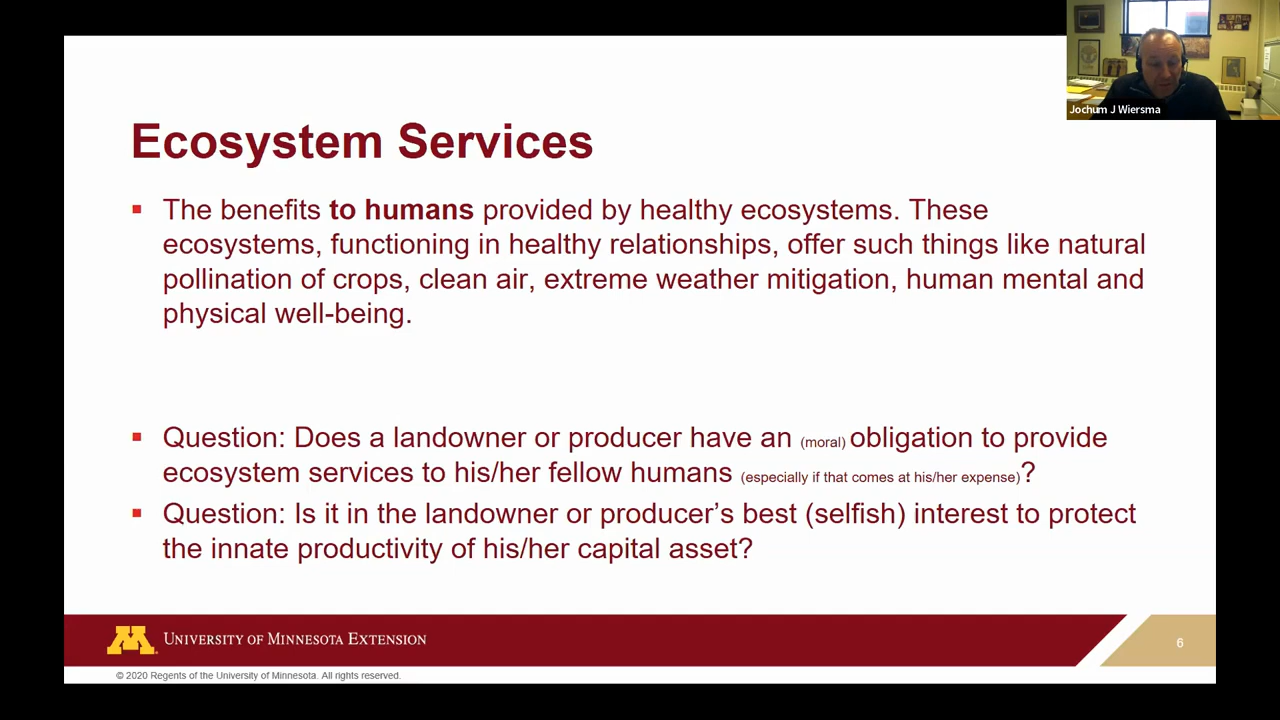 Jochum J Wiersma
Ecosystem Services
▪ The benefits to humans provided by healthy ecosystems. These
ecosystems, functioning in healthy relationships, offer such things like natural
pollination of crops, clean air, extreme weather mitigation, human mental and
physical well-being.
▪ Question: Does a landowner or producer have an (moral) obligation to provide
ecosystem services to his/her fellow humans (especially if that comes at his/her expense)?
▪ Question: Is it in the landowner or producer’s best (selfish) interest to protect
the innate productivity of his/her capital asset?
M UNIVERSITY OF MINNESOTA EXTENSION
6
© 2020 Regents of the University of Minnesota. All rights reserved.